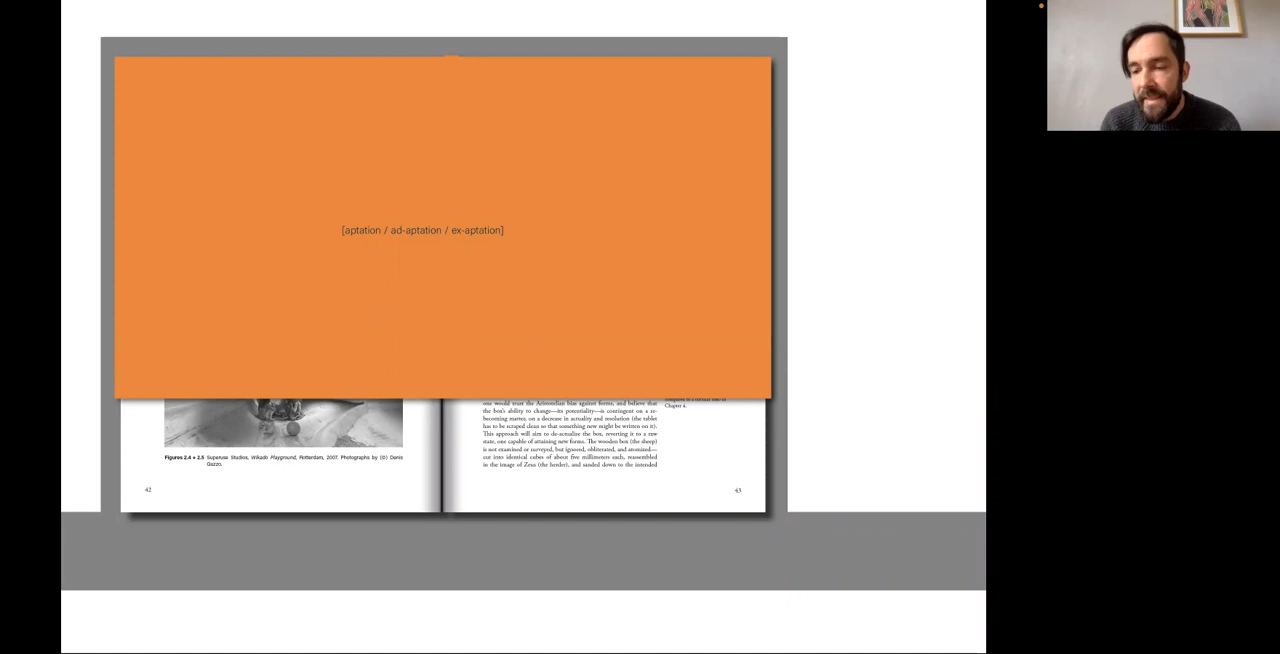 [aptation / ad-aptation / ex-aptation]
one would trust the Aristotelian bias against forms, and believe that
the box's ability to change—its potentiality—is contingent on a re-
becoming matter, on a decrease in actuality and resolution (the tablet
has to be scraped clean so that something new might be written on it).
This approach will aim to de-actualize the box, reverting it to a raw
state, one capable of attaining new forms. The wooden box (the sheep)
is not examined or surveyed, but ignored, obliterated, and atomized—
cut into identical cubes of about five millimeters each, reassembled
in the image of Zeus (the herder), and sanded down to the intended
Chapter 4.
Figures 2.4 + 2.5 Superuse Studios, Wikado Playground, Rotterdam, 2007. Photographs by (©) Denis
Guzzo.
42
43